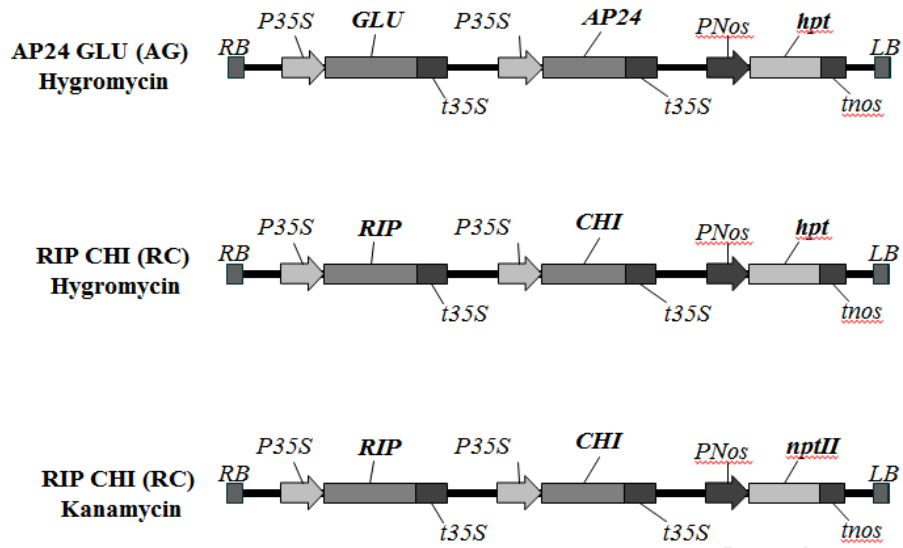 P35S GLU P35S AP24 PNos hpt
AP24 GLU (AG) RB LB
Hygromycin
t35S t35S tnos
P35S RIP P35S CHI PNos hpt
RIP CHI (RC) RB LB
Hygromycin
t35S t35S tnos
P35S RIP P35S CHI PNos nptII
RIP CHI (RC) RB LB
Kanamycin
t35S t35S tnos